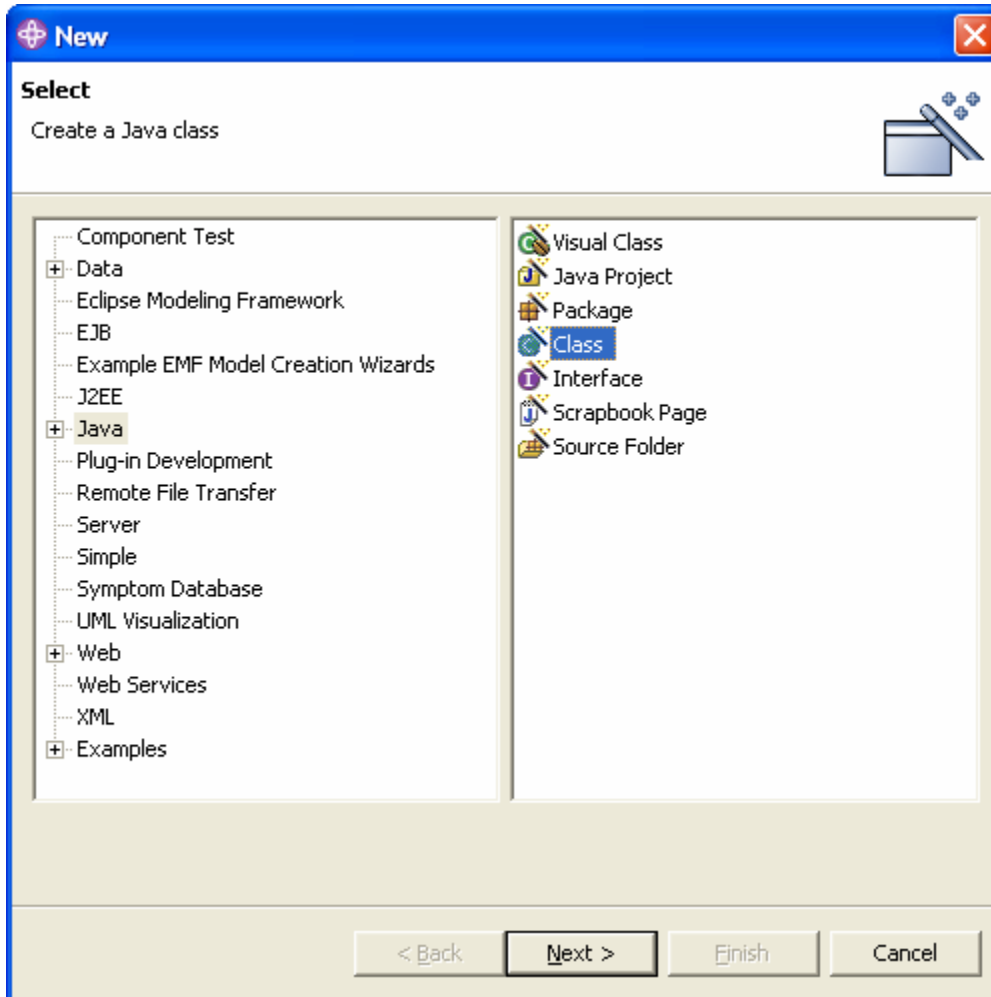 New
Select
Create a Java class
Component Test
Data
Eclipse Modeling Framework
EJB
Example EMF Model Creation Wizards
J2EE
Java
Plug-in Development
Remote File Transfer
Server
Simple
Symptom Database
UML Visualization
Web
Web Services
XML
Examples
Visual Class
Java Project
Package
Class
Interface
Scrapbook Page
Source Folder
< Back
Next >
Finish
Cancel